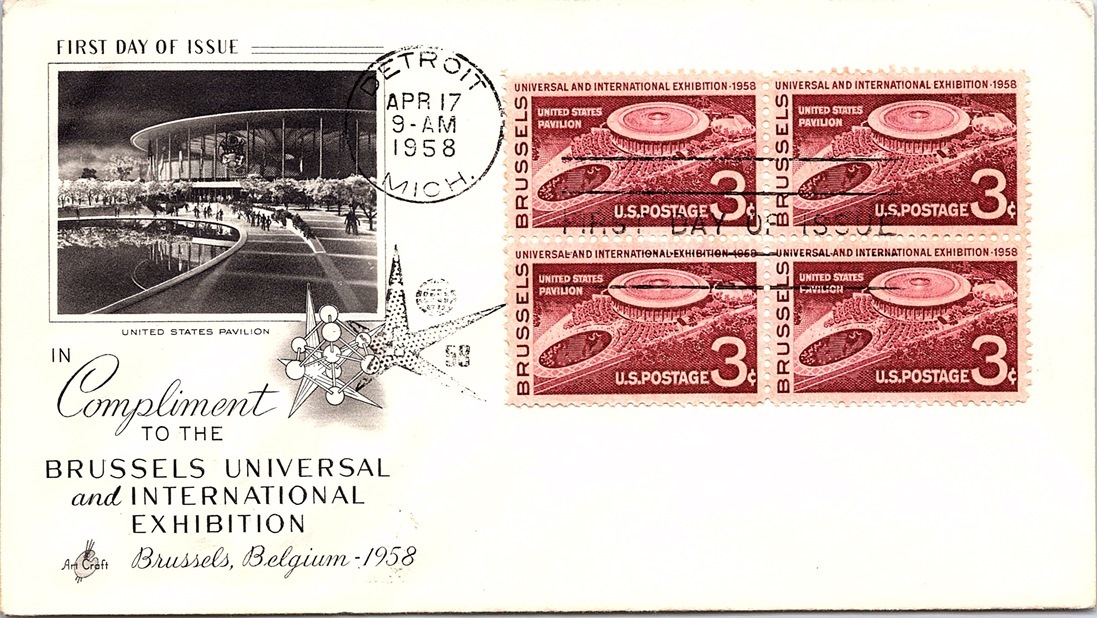 FIRST DAY OF ISSUE
DETROIT
APR 17
9-AM
1958
MICH.
UNITED STATES PAVILION
58
IN
Compliment
TO THE
BRUSSELS UNIVERSAL
and INTERNATIONAL
EXHIBITION
Brussels, Belgium - 1958
Art Craft
UNIVERSAL AND INTERNATIONAL EXHIBITION·1958
BRUSSELS
UNITED STATES
PAVILION
U.S.POSTAGE 3¢
UNIVERSAL AND INTERNATIONAL EXHIBITION·1958
BRUSSELS
UNITED STATES
PAVILION
U.S.POSTAGE 3¢
FIRST DAY OF ISSUE
UNIVERSAL AND INTERNATIONAL EXHIBITION·1958
BRUSSELS
UNITED STATES
PAVILION
U.S.POSTAGE 3¢
UNIVERSAL AND INTERNATIONAL EXHIBITION·1958
BRUSSELS
UNITED STATES
PAVILION
U.S.POSTAGE 3¢